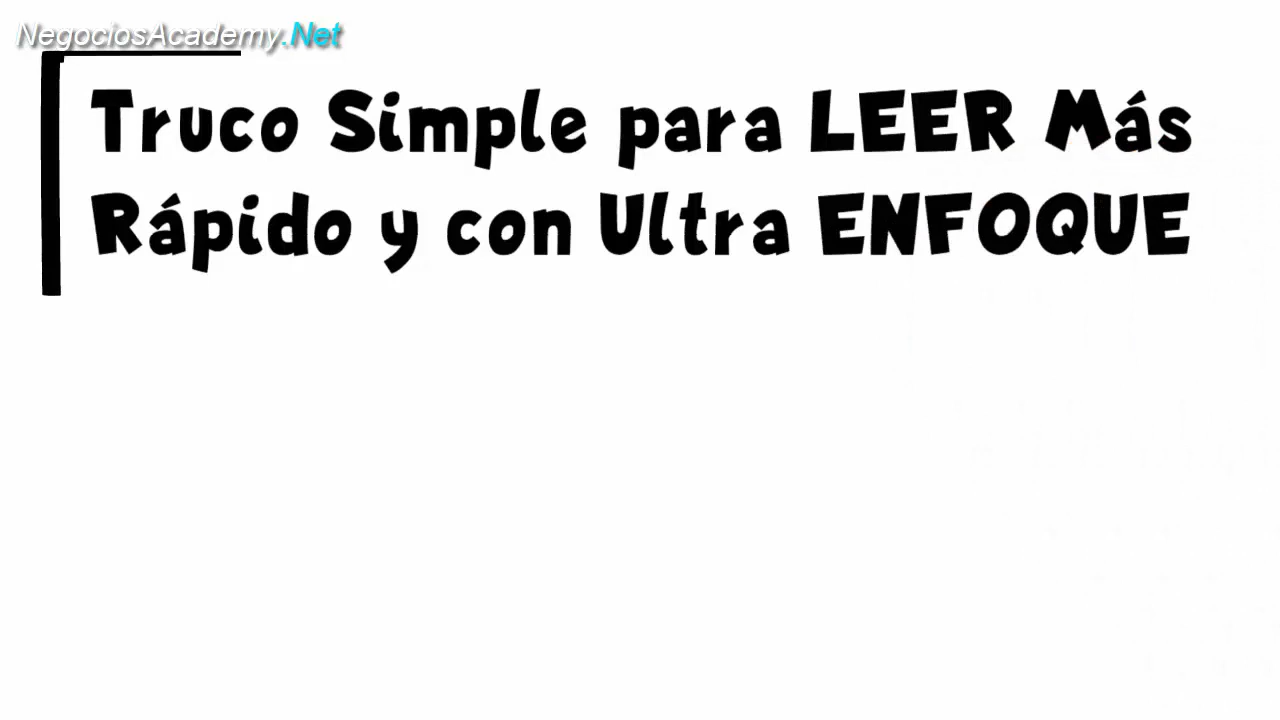 NegociosAcademy.Net
Truco Simple para LEER Más
Rápido y con Ultra ENFOQUE